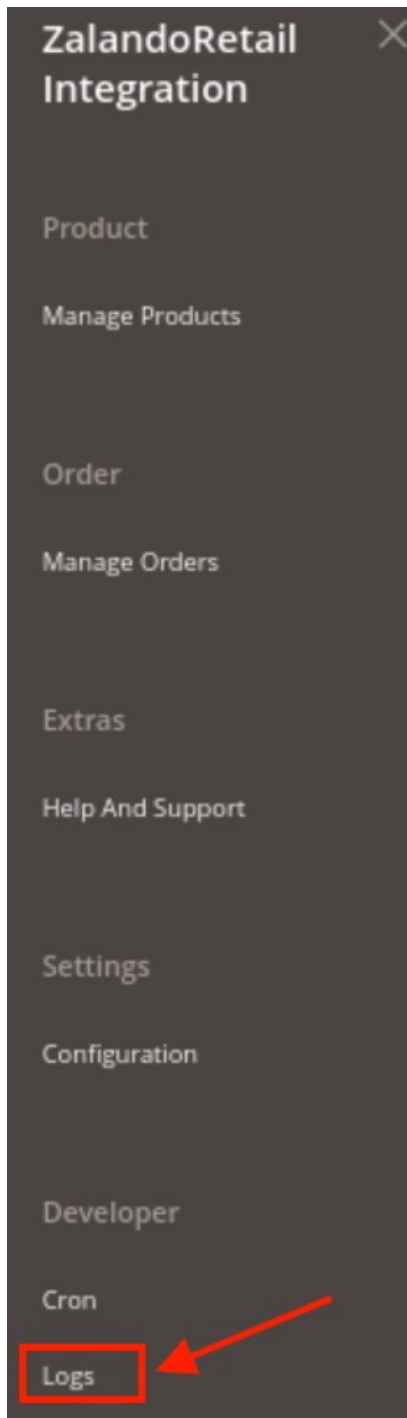 ZalandoRetail
Integration
Product
Manage Products
Order
Manage Orders
Extras
Help And Support
Settings
Configuration
Developer
Cron
Logs